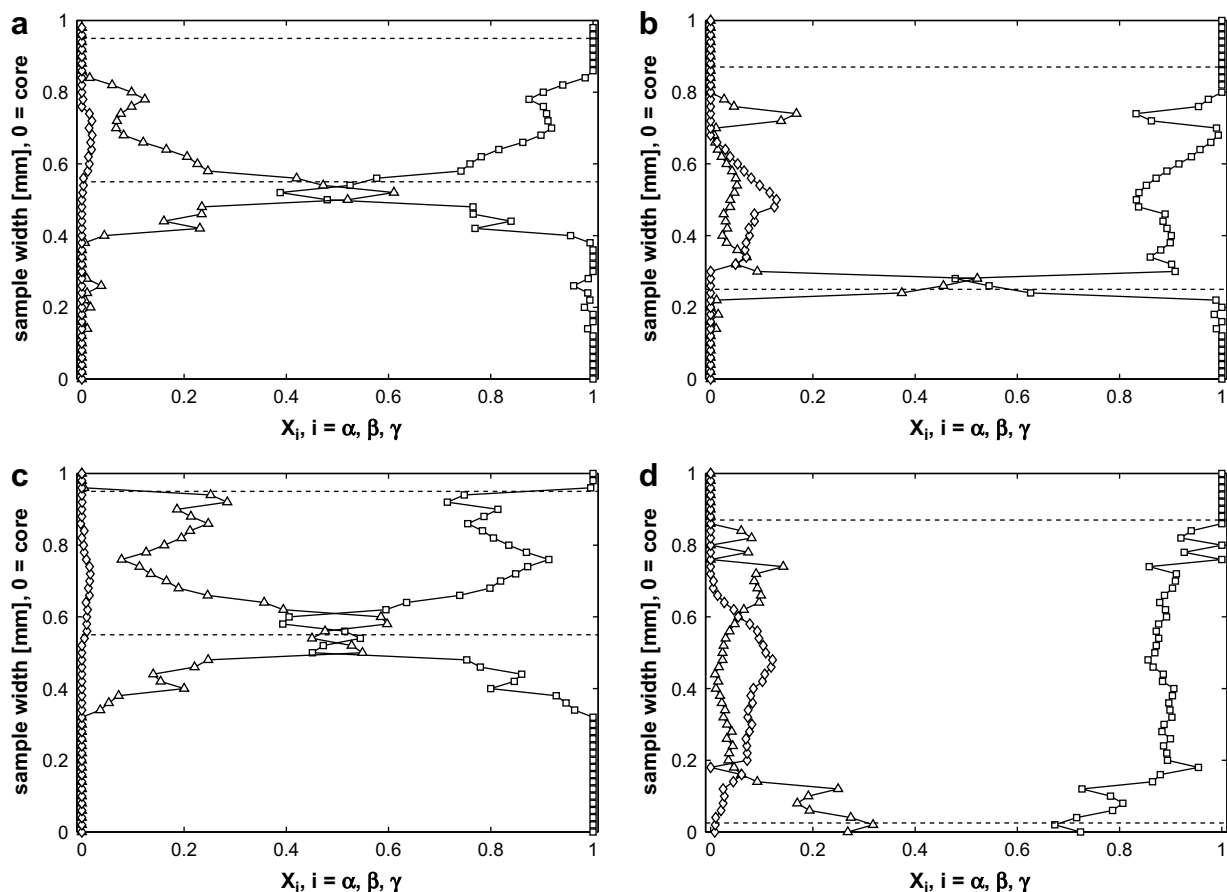 a
1
0.8
0.6
0.4
0.2
0
sample width [mm], 0 = core
0 0.2 0.4 0.6 0.8 1
Xi, i = α, β, γ
b
1
0.8
0.6
0.4
0.2
0
sample width [mm], 0 = core
0 0.2 0.4 0.6 0.8 1
Xi, i = α, β, γ
c
1
0.8
0.6
0.4
0.2
0
sample width [mm], 0 = core
0 0.2 0.4 0.6 0.8 1
Xi, i = α, β, γ
d
1
0.8
0.6
0.4
0.2
0
sample width [mm], 0 = core
0 0.2 0.4 0.6 0.8 1
Xi, i = α, β, γ